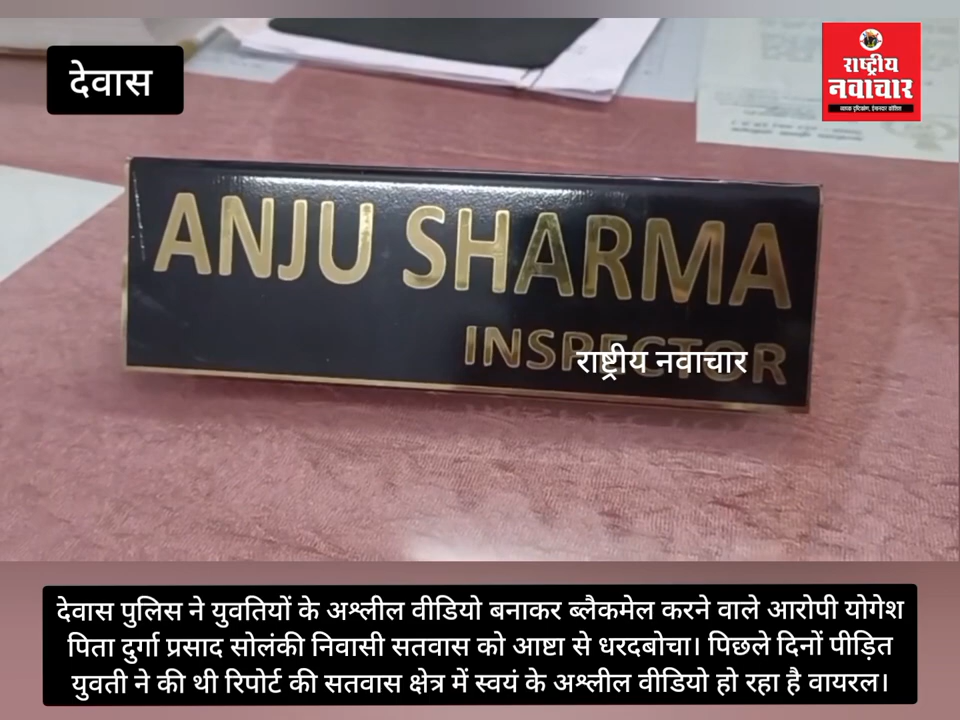 देवास
राष्ट्रीय
नवाचार
ANJU SHARMA
INSPECTOR
राष्ट्रीय नवाचार
देवास पुलिस ने युवतियों के अश्लील वीडियो बनाकर ब्लैकमेल करने वाले आरोपी योगेश
पिता दुर्गा प्रसाद सोलंकी निवासी सतवास को आष्टा से धरदबोचा। पिछले दिनों पीड़ित
युवती ने की थी रिपोर्ट की सतवास क्षेत्र में स्वयं के अश्लील वीडियो हो रहा है वायरल।